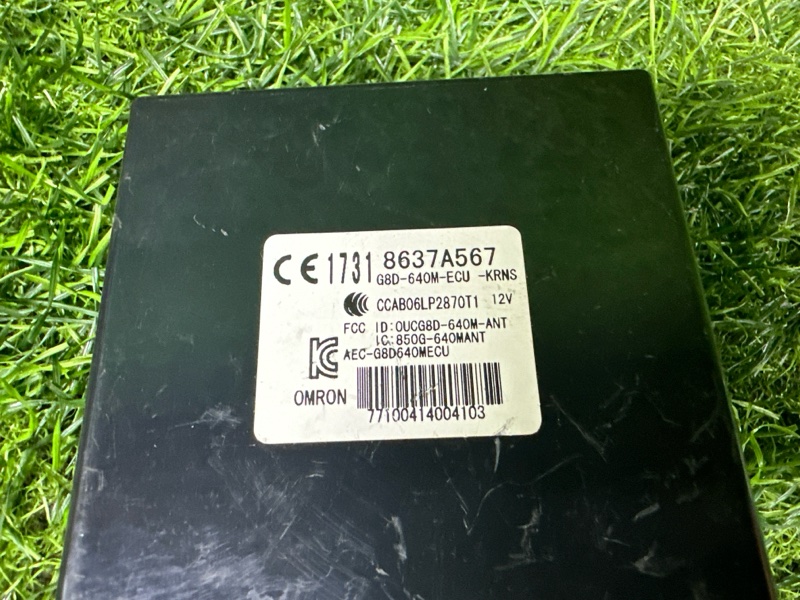 CE 1731 8637A567
G8D-640M-ECU -KRNS
CCAB06LP2870T1 12V
FCC ID:OUCG8D-640M-ANT
IC:850G-640MANT
AEC-G8D640MECU
OMRON
77100414004103